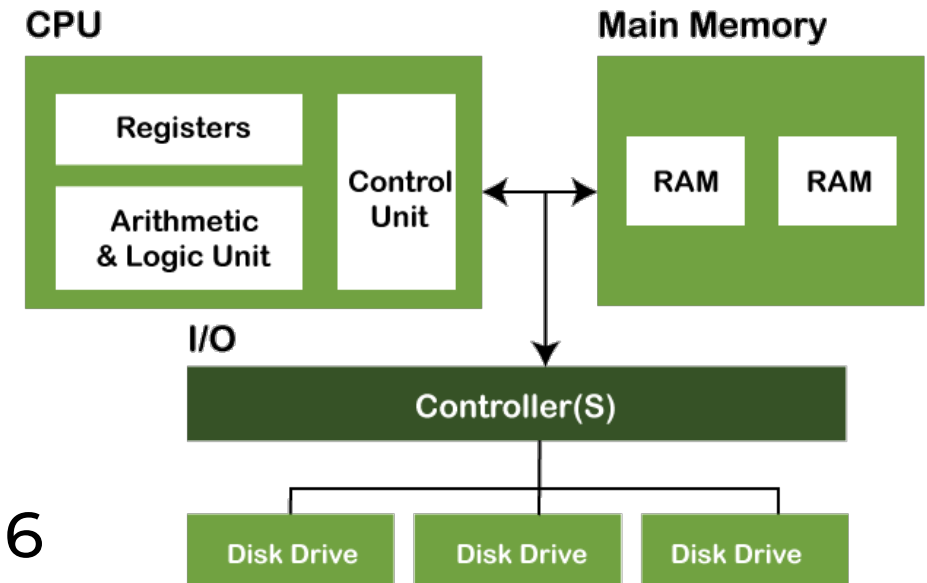 CPU
Main Memory
Registers
Arithmetic
& Logic Unit
Control
Unit
RAM
RAM
I/O
Controller(S)
Disk Drive
Disk Drive
Disk Drive
6